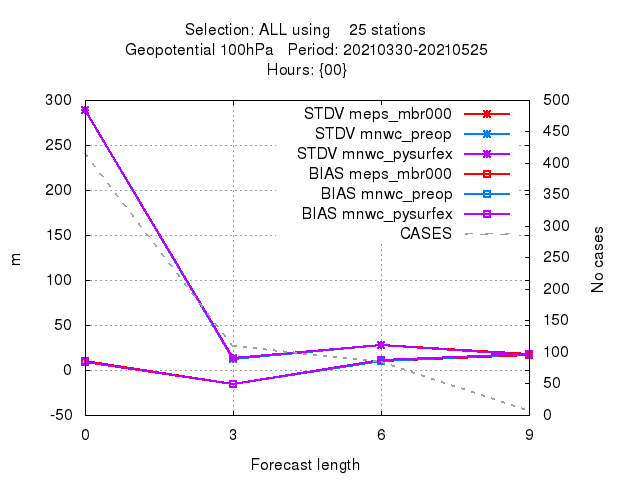 Selection: ALL using 25 stations
Geopotential 100hPa Period: 20210330-20210525
Hours: {00}
300 500
250 450
200 400
150 350
100 300
50 250
0 200
-50 150
100
50
0
STDV meps_mbr000
STDV mnwc_preop
STDV mnwc_pysurfex
BIAS meps_mbr000
BIAS mnwc_preop
BIAS mnwc_pysurfex
CASES
m
No cases
0 3 6 9
Forecast length